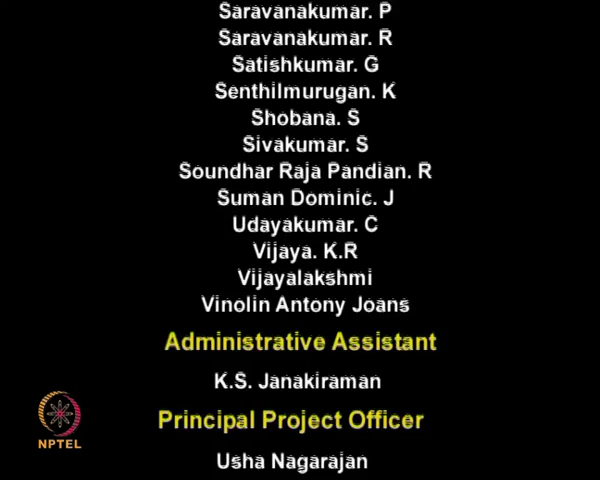 Saravanakumar. P
Saravanakumar. R
Satishkumar. G
Senthilmurugan. K
Shobana. S
Sivakumar. S
Soundhar Raja Pandian. R
Suman Dominic. J
Udayakumar. C
Vijaya. K.R
Vijayalakshmi
Vinolin Antony Joans
Administrative Assistant
K.S. Janakiraman
Principal Project Officer
Usha Nagarajan
NPTEL